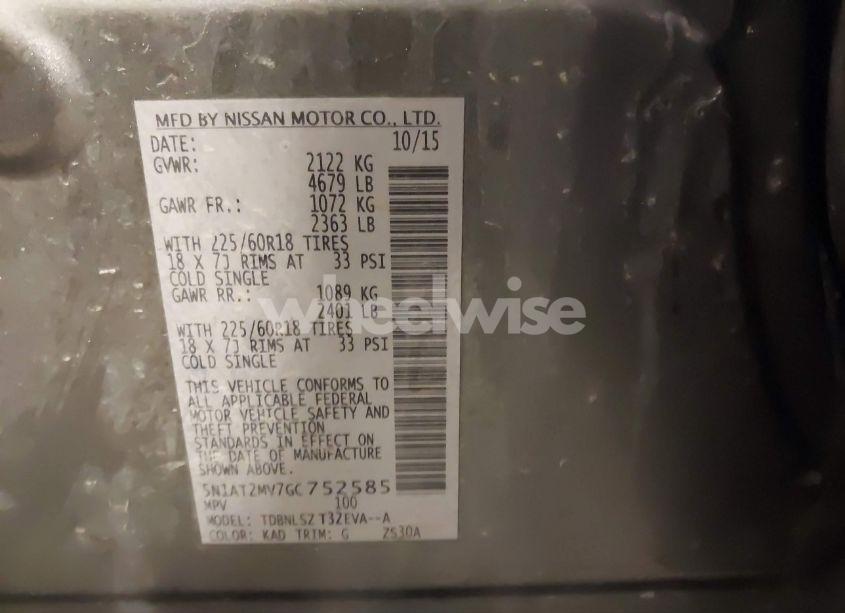 MFD BY NISSAN MOTOR CO., LTD.
DATE: 10/15
GVWR: 2122 KG
4679 LB
GAWR FR.: 1072 KG
2363 LB
WITH 225/60R18 TIRES
18 X 7J RIMS AT 33 PSI
COLD SINGLE
GAWR RR.: 1089 KG
2401 LB
WITH 225/60R18 TIRES
18 X 7J RIMS AT 33 PSI
COLD SINGLE
THIS VEHICLE CONFORMS TO
ALL APPLICABLE FEDERAL
MOTOR VEHICLE SAFETY AND
THEFT PREVENTION
STANDARDS IN EFFECT ON
THE DATE OF MANUFACTURE
SHOWN ABOVE.
5N1AT2MV7GC752585
MPV 100
MODEL: TDBNLSZ T32EVA--A
COLOR: KAD TRIM: G 2S30A
wheelwise